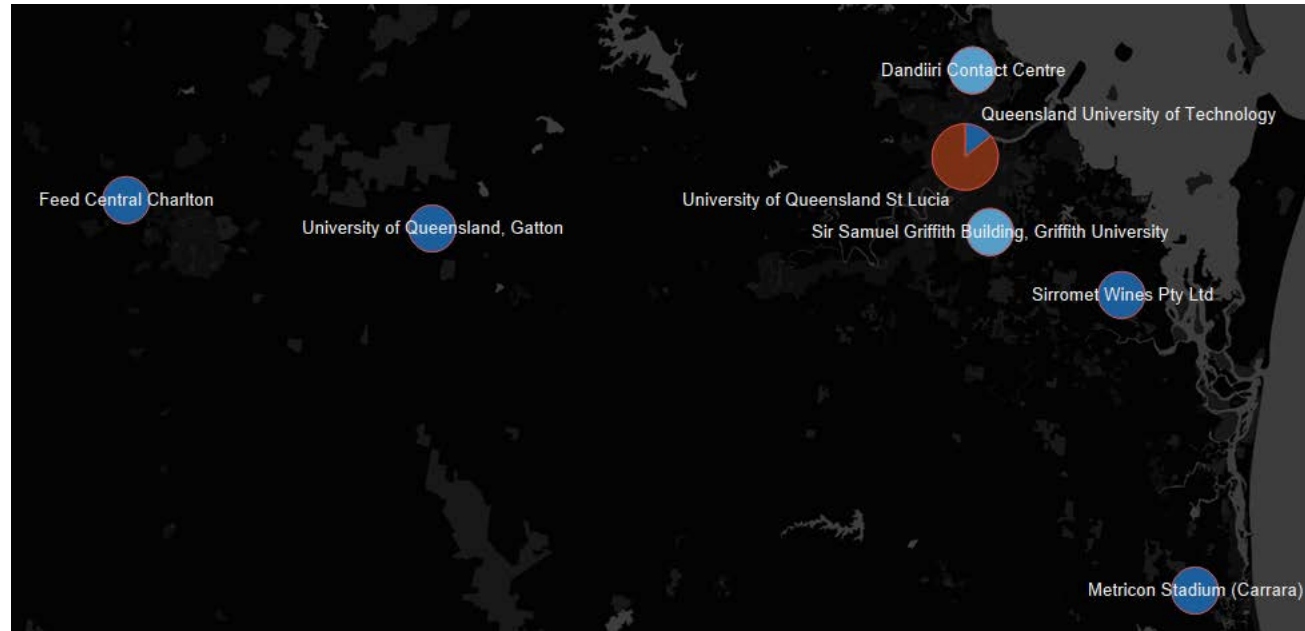 Dandiiri Contact Centre
Queensland University of Technology
Feed Central Charlton
University of Queensland St Lucia
University of Queensland, Gatton
Sir Samuel Griffith Building, Griffith University
Sirromet Wines Pty Ltd
Metricon Stadium (Carrara)